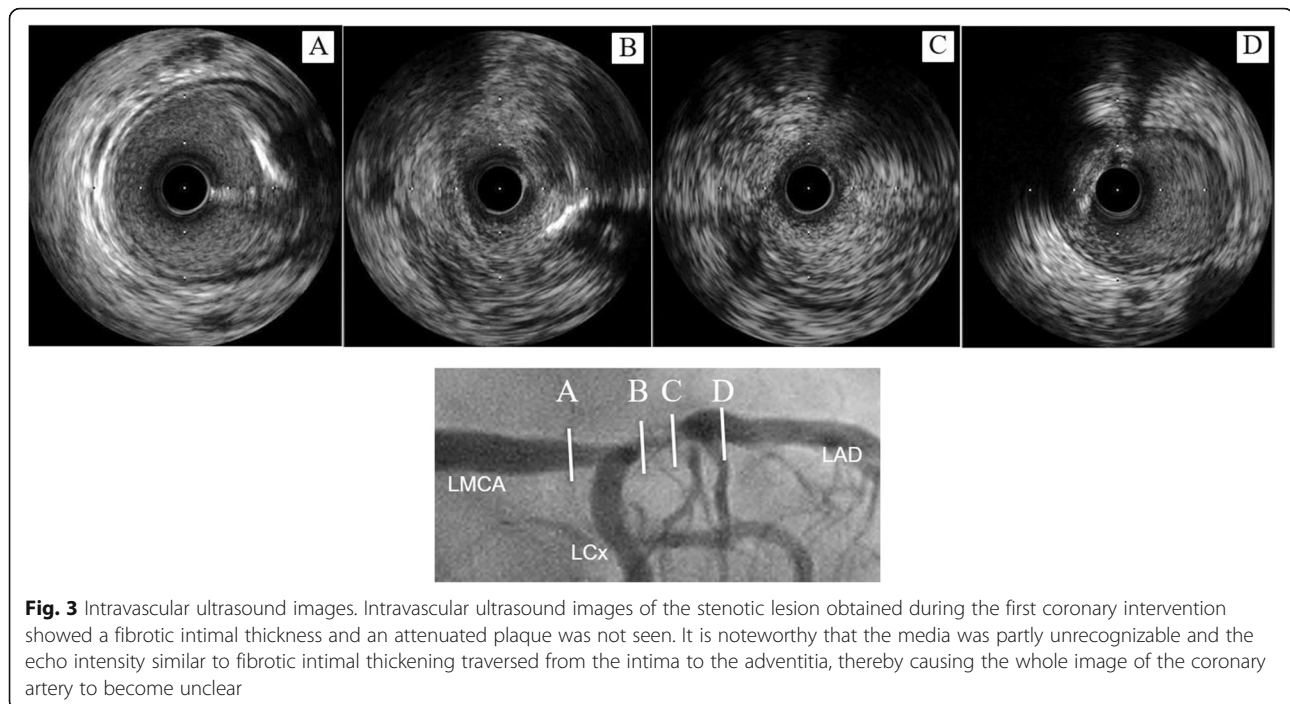 A
B
C
D
A
B
C
D
LMCA
LAD
LCx
Fig. 3 Intravascular ultrasound images. Intravascular ultrasound images of the stenotic lesion obtained during the first coronary intervention
showed a fibrotic intimal thickness and an attenuated plaque was not seen. It is noteworthy that the media was partly unrecognizable and the
echo intensity similar to fibrotic intimal thickening traversed from the intima to the adventitia, thereby causing the whole image of the coronary
artery to become unclear